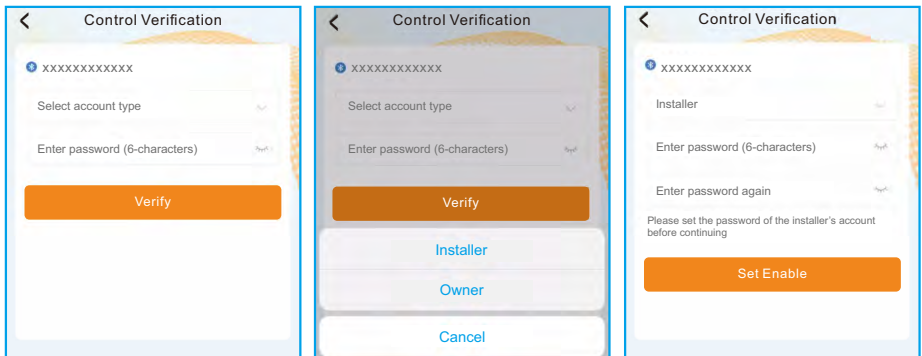 Control Verification
xxxxxxxxxxxx
Select account type
Enter password (6-characters)
Verify
Control Verification
xxxxxxxxxxxx
Select account type
Enter password (6-characters)
Verify
Installer
Owner
Cancel
Control Verification
xxxxxxxxxxxx
Installer
Enter password (6-characters)
Enter password again
Please set the password of the installer's account
before continuing
Set Enable